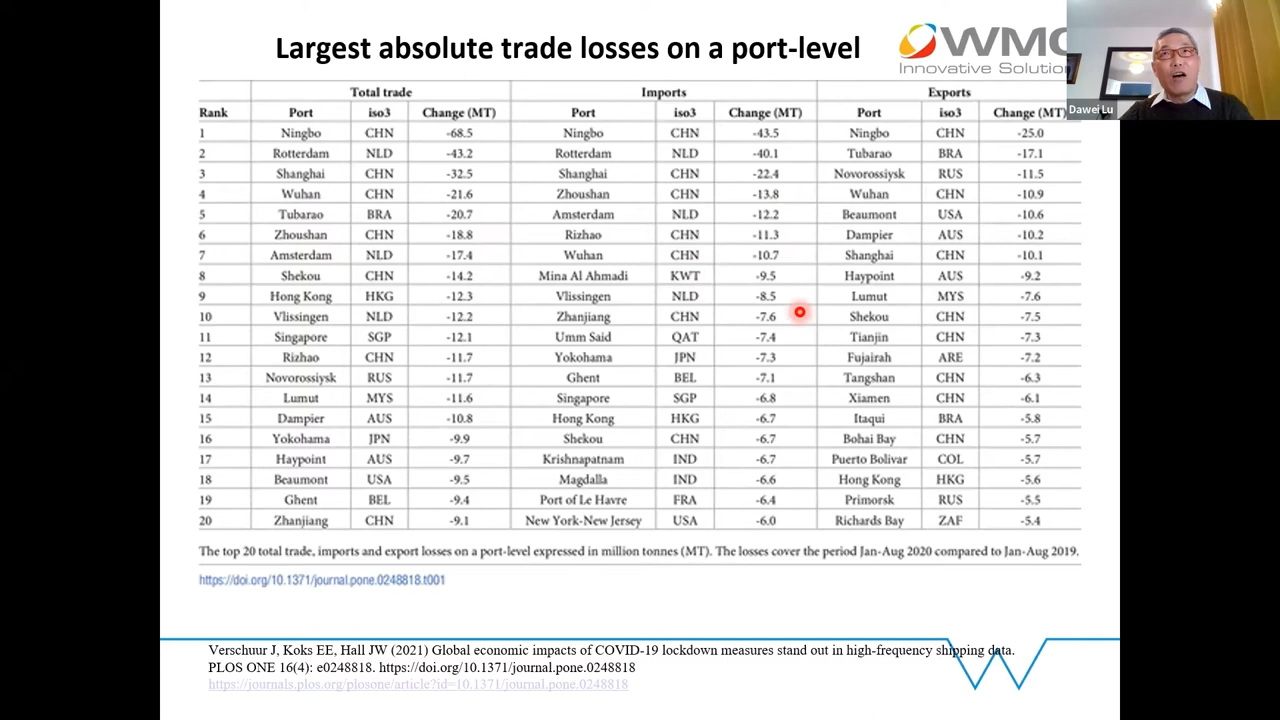 Largest absolute trade losses on a port-level
WMG
Innovative Solution
Dawei Lu
Total trade Imports Exports
Rank Port iso3 Change (MT) Port iso3 Change (MT) Port iso3 Change (MT)
1 Ningbo CHN -68.5 Ningbo CHN -43.5 Ningbo CHN -25.0
2 Rotterdam NLD -43.2 Rotterdam NLD -40.1 Tubarao BRA -17.1
3 Shanghai CHN -32.5 Shanghai CHN -22.4 Novorossiysk RUS -11.5
4 Wuhan CHN -21.6 Zhoushan CHN -13.8 Wuhan CHN -10.9
5 Tubarao BRA -20.7 Amsterdam NLD -12.2 Beaumont USA -10.6
6 Zhoushan CHN -18.8 Rizhao CHN -11.3 Dampier AUS -10.2
7 Amsterdam NLD -17.4 Wuhan CHN -10.7 Shanghai CHN -10.1
8 Shekou CHN -14.2 Mina Al Ahmadi KWT -9.5 Haypoint AUS -9.2
9 Hong Kong HKG -12.3 Vlissingen NLD -8.5 Lumut MYS -7.6
10 Vlissingen NLD -12.2 Zhanjiang CHN -7.6 Shekou CHN -7.5
11 Singapore SGP -12.1 Umm Said QAT -7.4 Tianjin CHN -7.3
12 Rizhao CHN -11.7 Yokohama JPN -7.3 Fujairah ARE -7.2
13 Novorossiysk RUS -11.7 Ghent BEL -7.1 Tangshan CHN -6.3
14 Lumut MYS -11.6 Singapore SGP -6.8 Xiamen CHN -6.1
15 Dampier AUS -10.8 Hong Kong HKG -6.7 Itaqui BRA -5.8
16 Yokohama JPN -9.9 Shekou CHN -6.7 Bohai Bay CHN -5.7
17 Haypoint AUS -9.7 Krishnapatnam IND -6.7 Puerto Bolivar COL -5.7
18 Beaumont USA -9.5 Magdalla IND -6.6 Hong Kong HKG -5.6
19 Ghent BEL -9.4 Port of Le Havre FRA -6.4 Primorsk RUS -5.5
20 Zhanjiang CHN -9.1 New York-New Jersey USA -6.0 Richards Bay ZAF -5.4
The top 20 total trade, imports and export losses on a port-level expressed in million tonnes (MT). The losses cover the period Jan-Aug 2020 compared to Jan-Aug 2019.
https://doi.org/10.1371/journal.pone.0248818.t001
Verschuur J, Koks EE, Hall JW (2021) Global economic impacts of COVID-19 lockdown measures stand out in high-frequency shipping data.
PLOS ONE 16(4): e0248818. https://doi.org/10.1371/journal.pone.0248818
https://journals.plos.org/plosone/article?id=10.1371/journal.pone.0248818